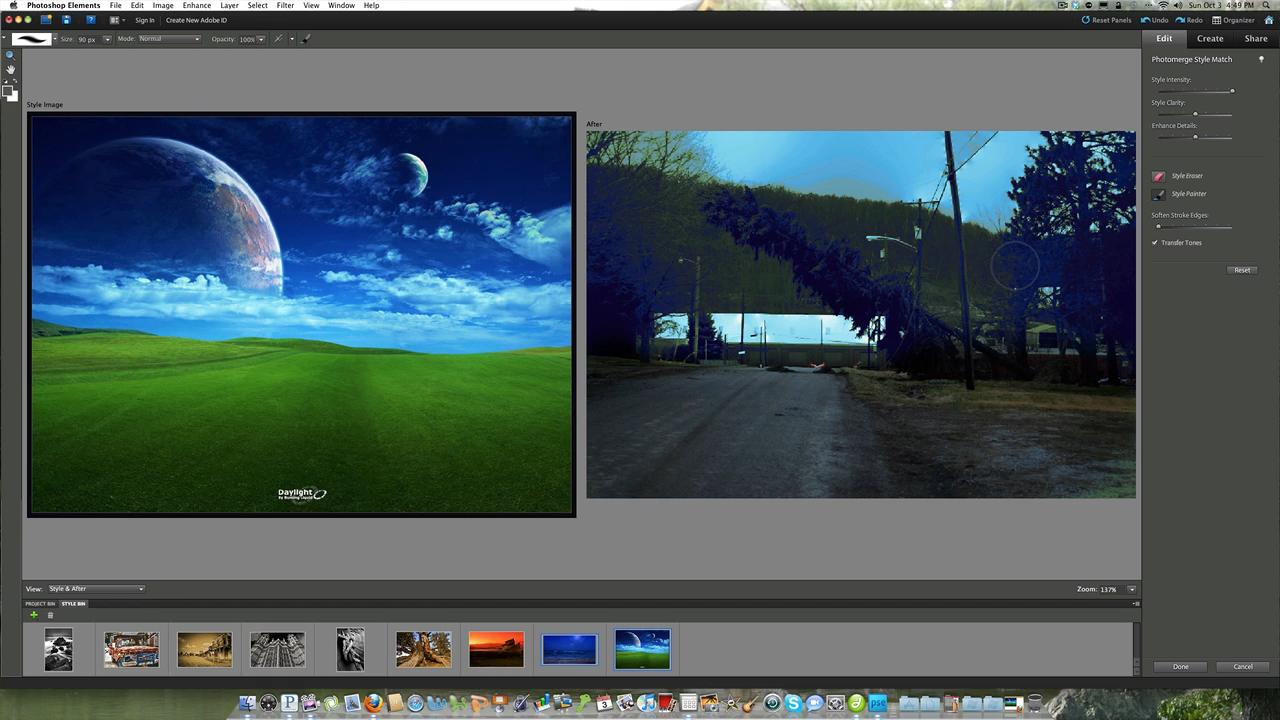 Photoshop Elements File Edit Image Enhance Layer Select Filter View Window Help Sun Oct 3 4:49 PM
Sign In Create New Adobe ID Reset Panels Undo Redo Organizer
Size: 90 px Mode: Normal Opacity: 100%
Edit Create Share
Photomerge Style Match
Style Intensity:
Style Clarity:
Enhance Details:
Style Eraser
Style Painter
Soften Stroke Edges:
Transfer Tones
Reset
Style Image
After
Daylight
View: Style & After Zoom: 137%
PROJECT BIN STYLE BIN
Done Cancel
3
P
S
pse